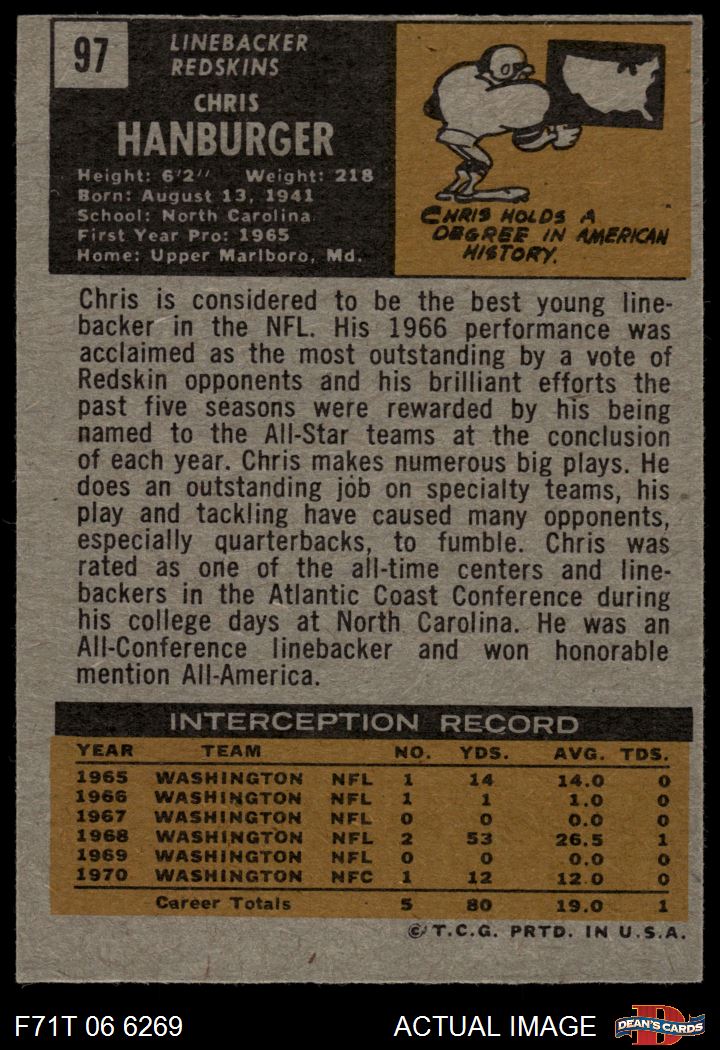 97
LINEBACKER
REDSKINS
CHRIS
HANBURGER
Height: 6'2'' Weight: 218
Born: August 13, 1941
School: North Carolina
First Year Pro: 1965
Home: Upper Marlboro, Md.
CHRIS HOLDS A
DEGREE IN AMERICAN
HISTORY.
Chris is considered to be the best young line-
backer in the NFL. His 1966 performance was
acclaimed as the most outstanding by a vote of
Redskin opponents and his brilliant efforts the
past five seasons were rewarded by his being
named to the All-Star teams at the conclusion
of each year. Chris makes numerous big plays. He
does an outstanding job on specialty teams, his
play and tackling have caused many opponents,
especially quarterbacks, to fumble. Chris was
rated as one of the all-time centers and line-
backers in the Atlantic Coast Conference during
his college days at North Carolina. He was an
All-Conference linebacker and won honorable
mention All-America.
INTERCEPTION RECORD
YEAR TEAM NO. YDS. AVG. TDS.
1965 WASHINGTON NFL 1 14 14.0 0
1966 WASHINGTON NFL 1 1 1.0 0
1967 WASHINGTON NFL 0 0 0.0 0
1968 WASHINGTON NFL 2 53 26.5 1
1969 WASHINGTON NFL 0 0 0.0 0
1970 WASHINGTON NFC 1 12 12.0 0
Career Totals 5 80 19.0 1
© T.C.G. PRTD. IN U.S.A.
F71T 06 6269 ACTUAL IMAGE DEAN'S CARDS